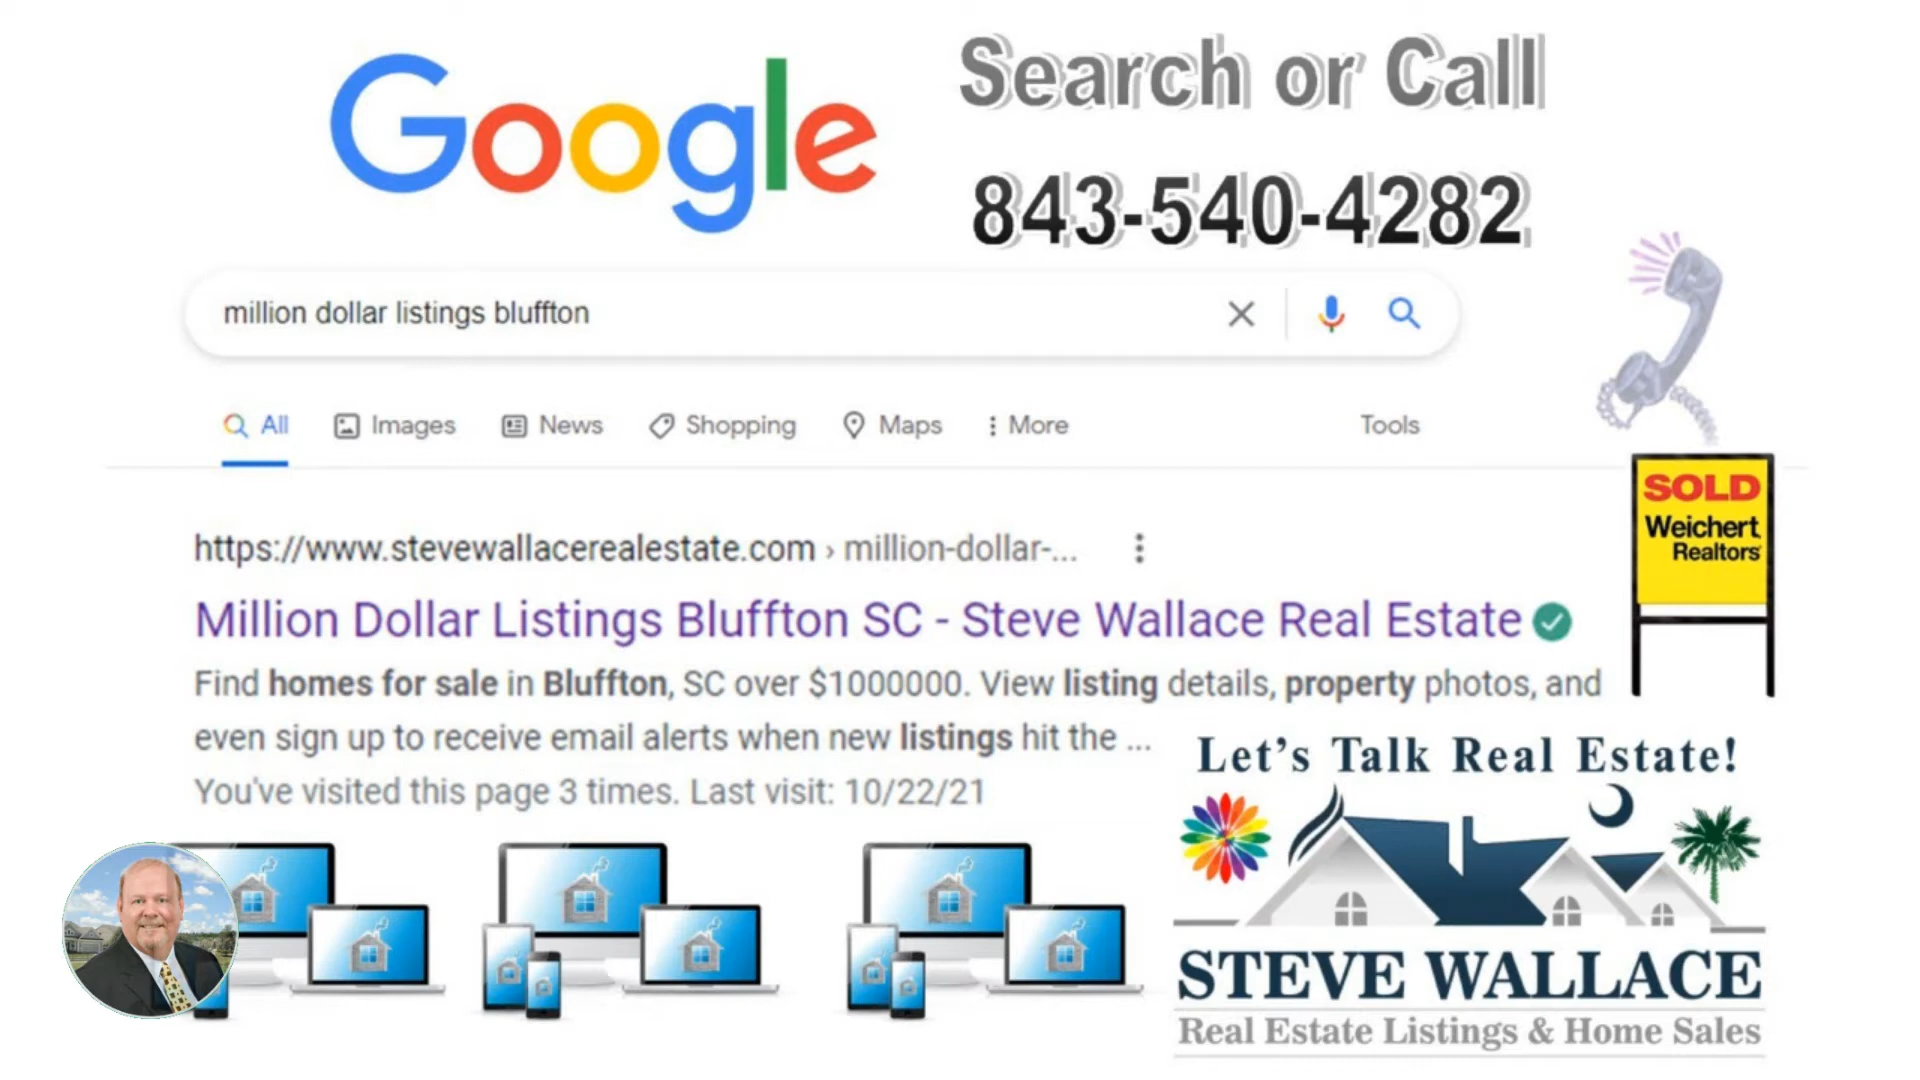 Google
Search or Call
843-540-4282
million dollar listings bluffton
All
Images
News
Shopping
Maps
More
Tools
SOLD
Weichert
Realtors
https://www.stevewallacerealestate.com › million-dollar-...
Million Dollar Listings Bluffton SC - Steve Wallace Real Estate
Find homes for sale in Bluffton, SC over $1000000. View listing details, property photos, and
even sign up to receive email alerts when new listings hit the ...
You've visited this page 3 times. Last visit: 10/22/21
Let's Talk Real Estate!
STEVE WALLACE
Real Estate Listings & Home Sales